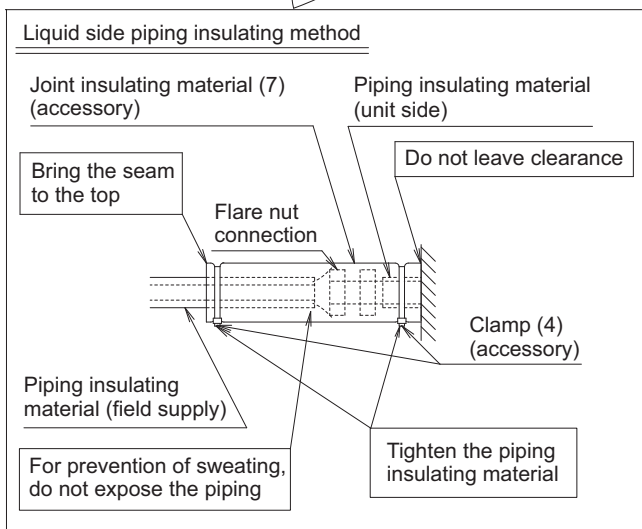 Liquid side piping insulating method
Joint insulating material (7)
(accessory)
Piping insulating material
(unit side)
Bring the seam
to the top
Do not leave clearance
Flare nut
connection
Clamp (4)
(accessory)
Piping insulating
material (field supply)
For prevention of sweating,
do not expose the piping
Tighten the piping
insulating material